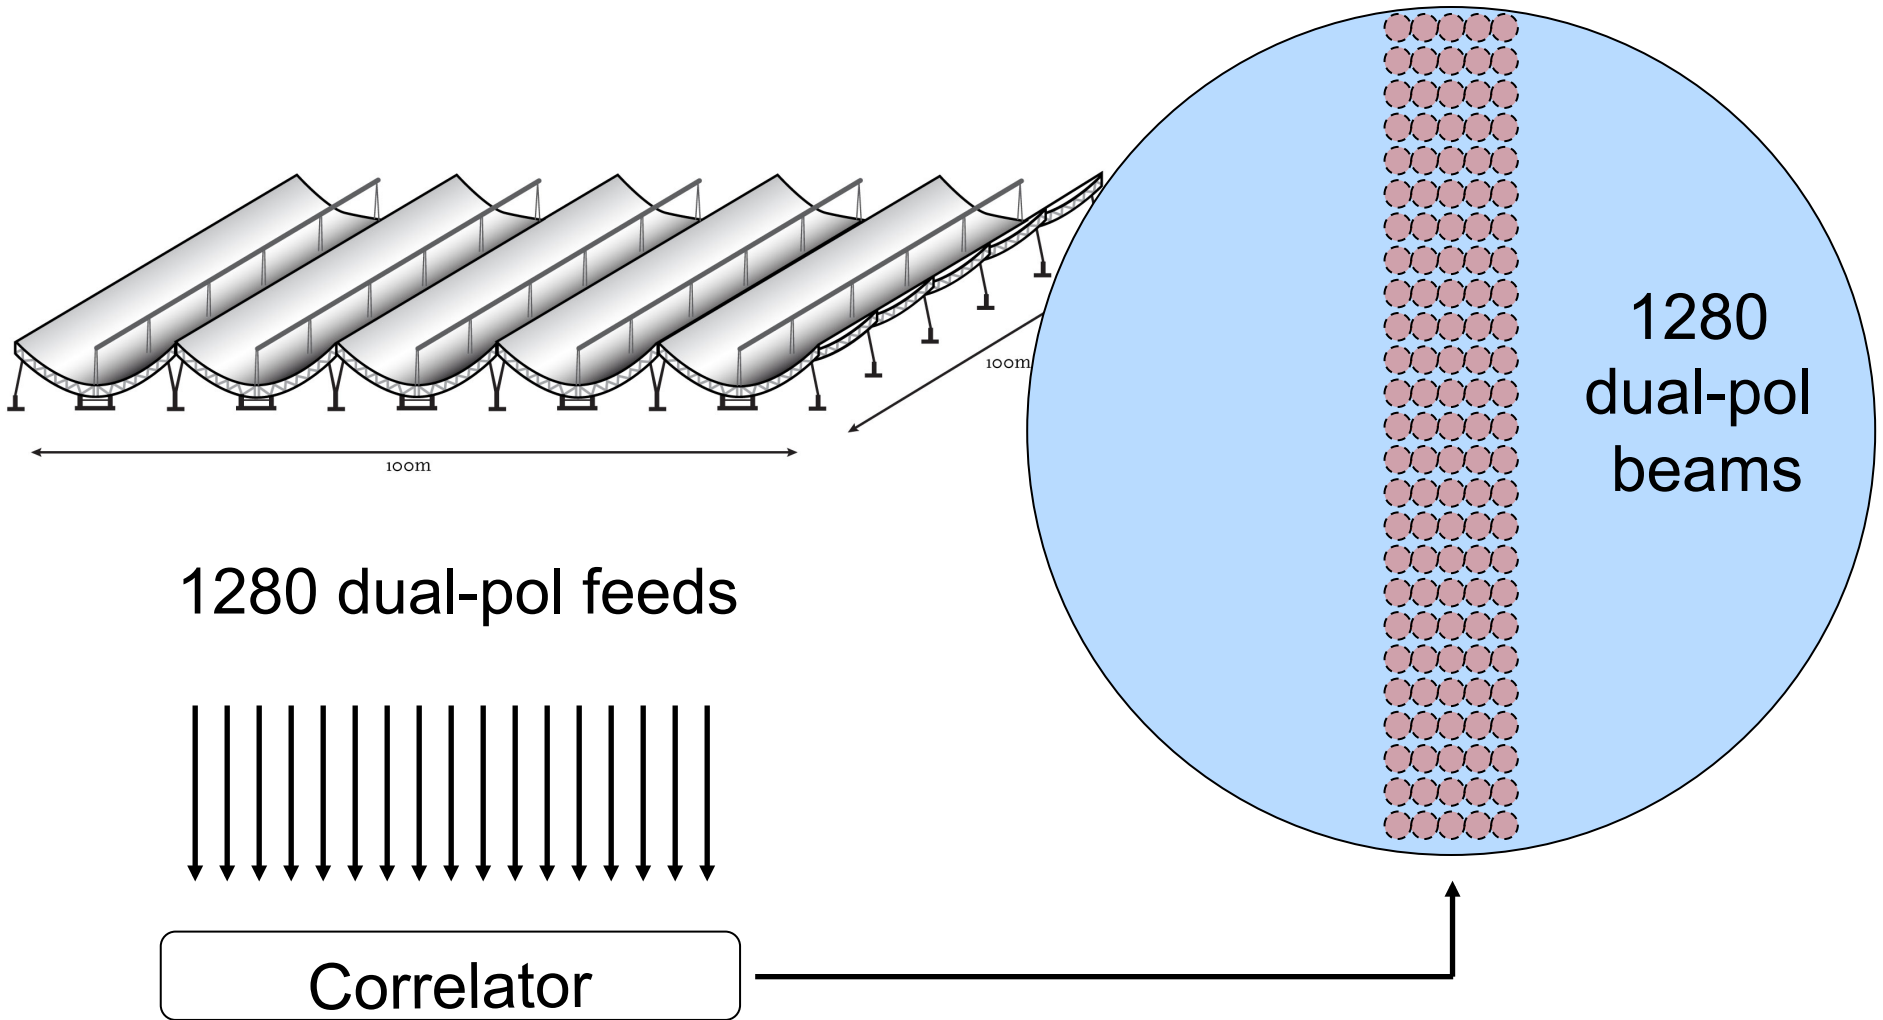 100m
100m
1280
dual-pol
beams
1280 dual-pol feeds
Correlator